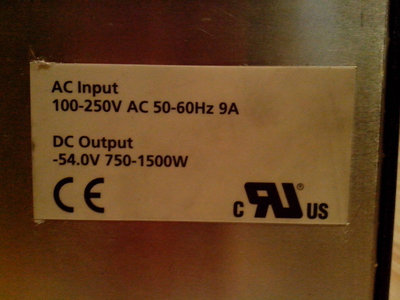 AC Input
100-250V AC 50-60Hz 9A
DC Output
-54.0V 750-1500W
CE
c RU ® US